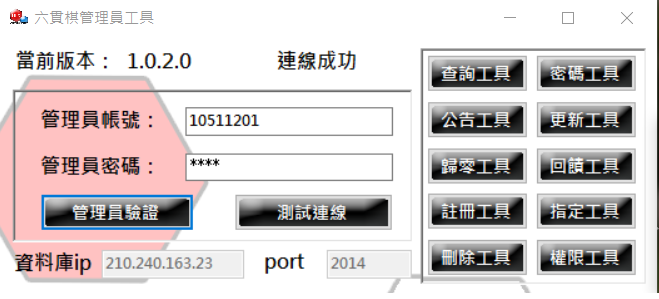 六貫棋管理員工具
當前版本： 1.0.2.0 連線成功
管理員帳號： 10511201
管理員密碼： ****
管理員驗證 測試連線
資料庫ip 210.240.163.23 port 2014
查詢工具 密碼工具
公告工具 更新工具
歸零工具 回饋工具
註冊工具 指定工具
刪除工具 權限工具